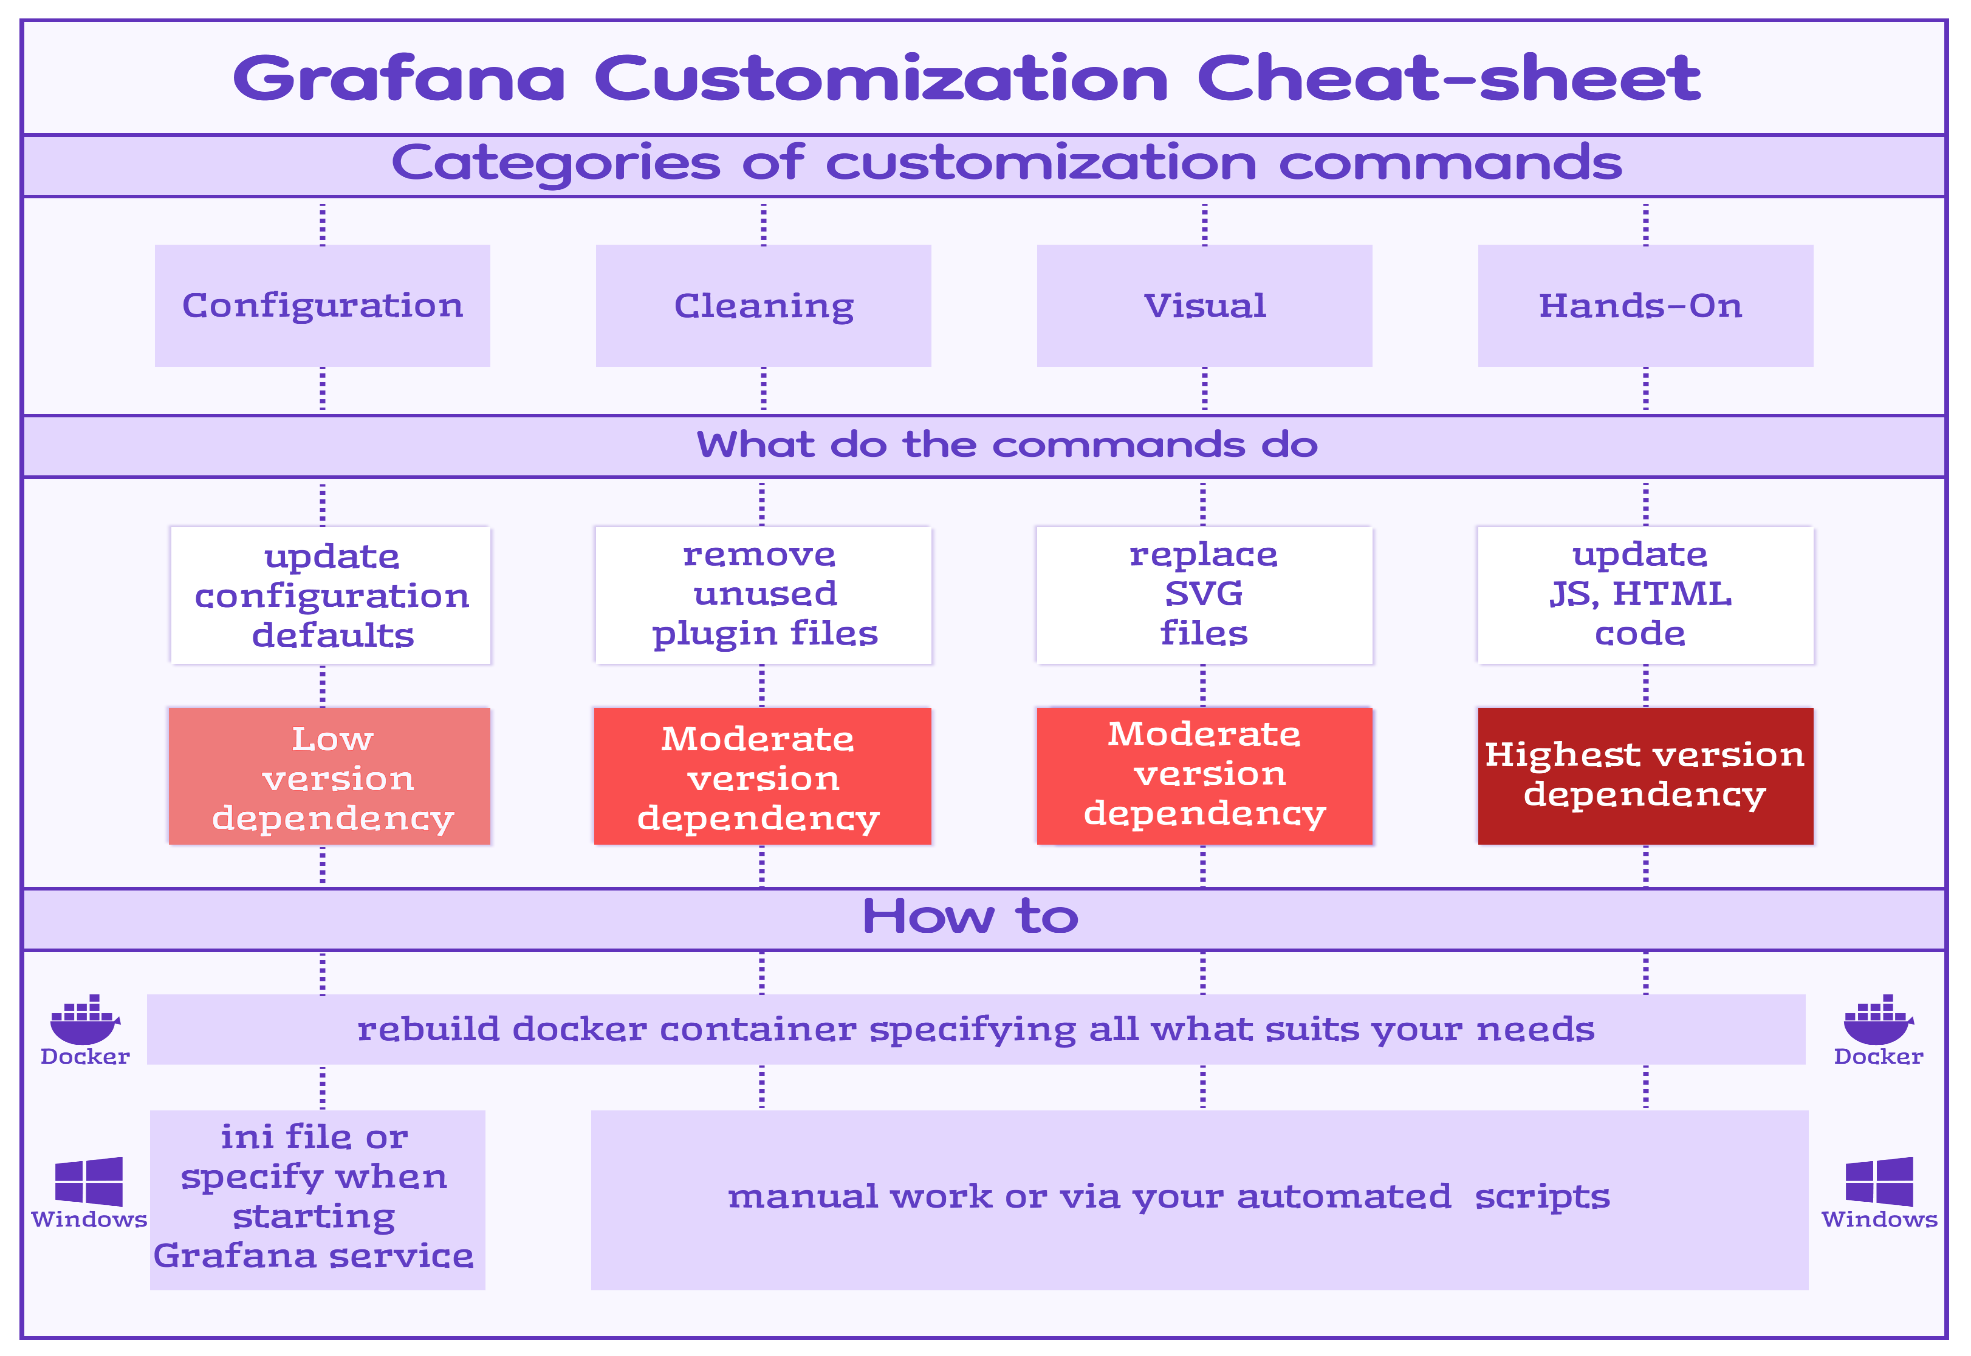 Grafana Customization Cheat-sheet
Categories of customization commands
Configuration
Cleaning
Visual
Hands-On
What do the commands do
update
configuration
defaults
remove
unused
plugin files
replace
SVG
files
update
JS, HTML
code
Low
version
dependency
Moderate
version
dependency
Moderate
version
dependency
Highest version
dependency
How to
Docker
rebuild docker container specifying all what suits your needs
Docker
Windows
ini file or
specify when
starting
Grafana service
manual work or via your automated scripts
Windows